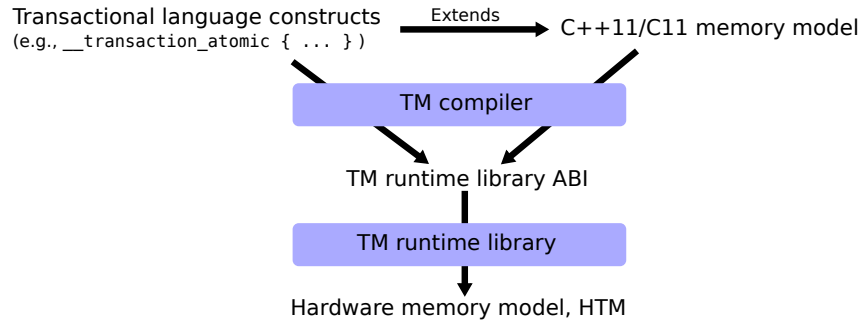 Transactional language constructs
(e.g., __transaction_atomic { ... } )
Extends
C++11/C11 memory model
TM compiler
TM runtime library ABI
TM runtime library
Hardware memory model, HTM